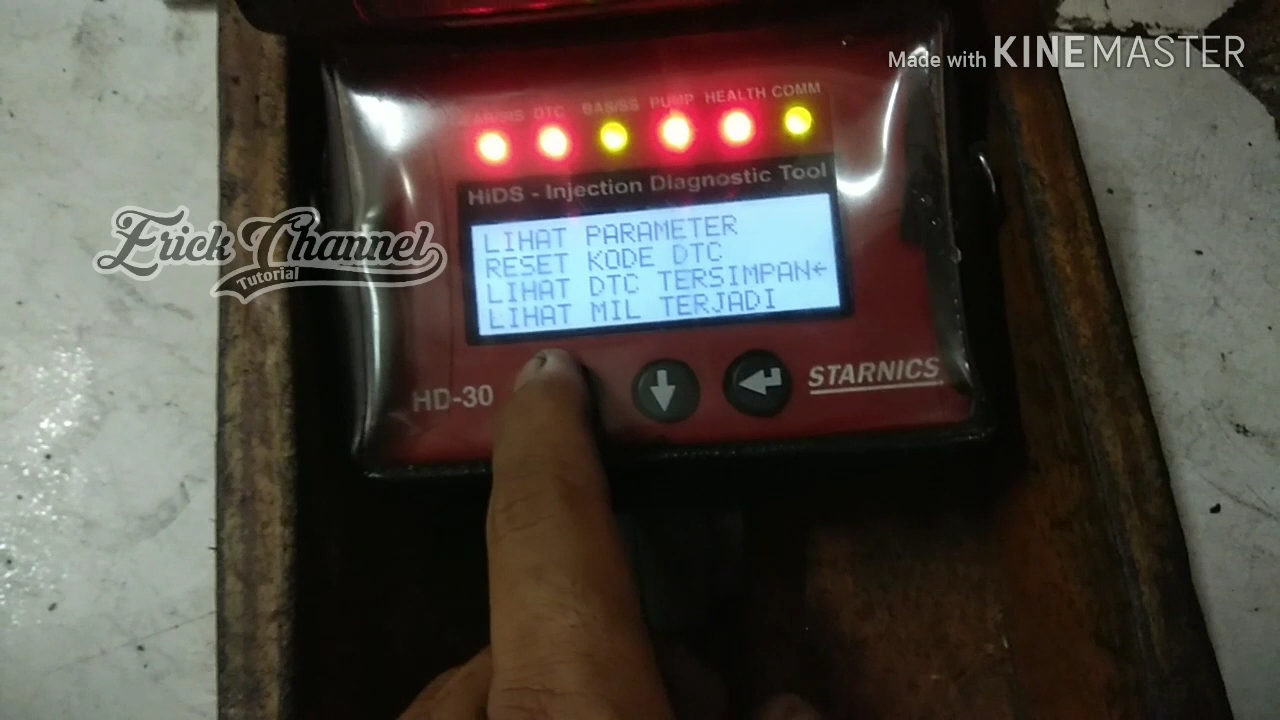 Made with KINEMASTER
DTC BAS/SS PUMP HEALTH COMM
HiDS - Injection Diagnostic Tool
LIHAT PARAMETER
RESET KODE DTC
LIHAT DTC TERSIMPAN←
LIHAT MIL TERJADI
Erick Channel
Tutorial
HD-30
STARNICS